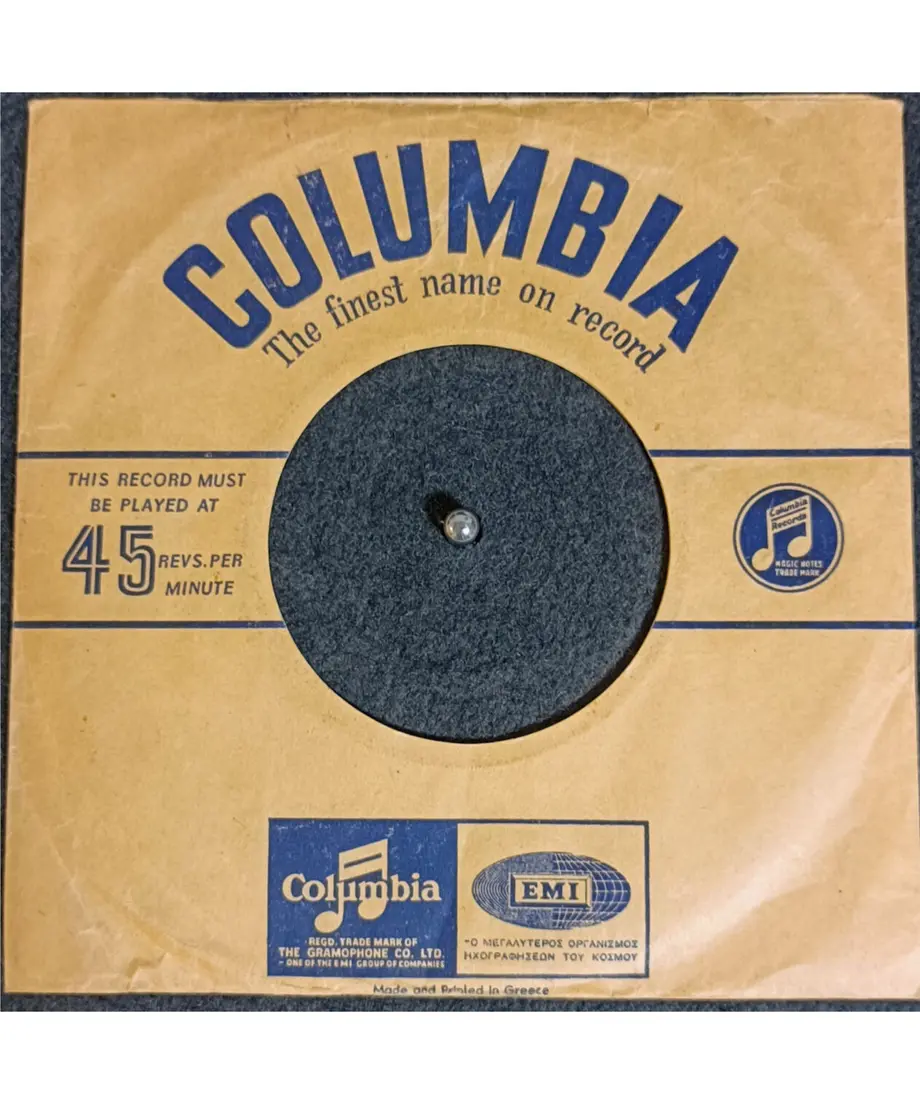 COLUMBIA
The finest name on record
THIS RECORD MUST
BE PLAYED AT
45 REVS. PER
MINUTE
Columbia
Records
MAGIC NOTES
TRADE MARK
Columbia
REGD. TRADE MARK OF
THE GRAMOPHONE CO. LTD.
- ONE OF THE E M I GROUP OF COMPANIES
EMI
"Ο ΜΕΓΑΛΥΤΕΡΟΣ ΟΡΓΑΝΙΣΜΟΣ
ΗΧΟΓΡΑΦΗΣΕΩΝ ΤΟΥ ΚΟΣΜΟΥ
Made and Printed in Greece